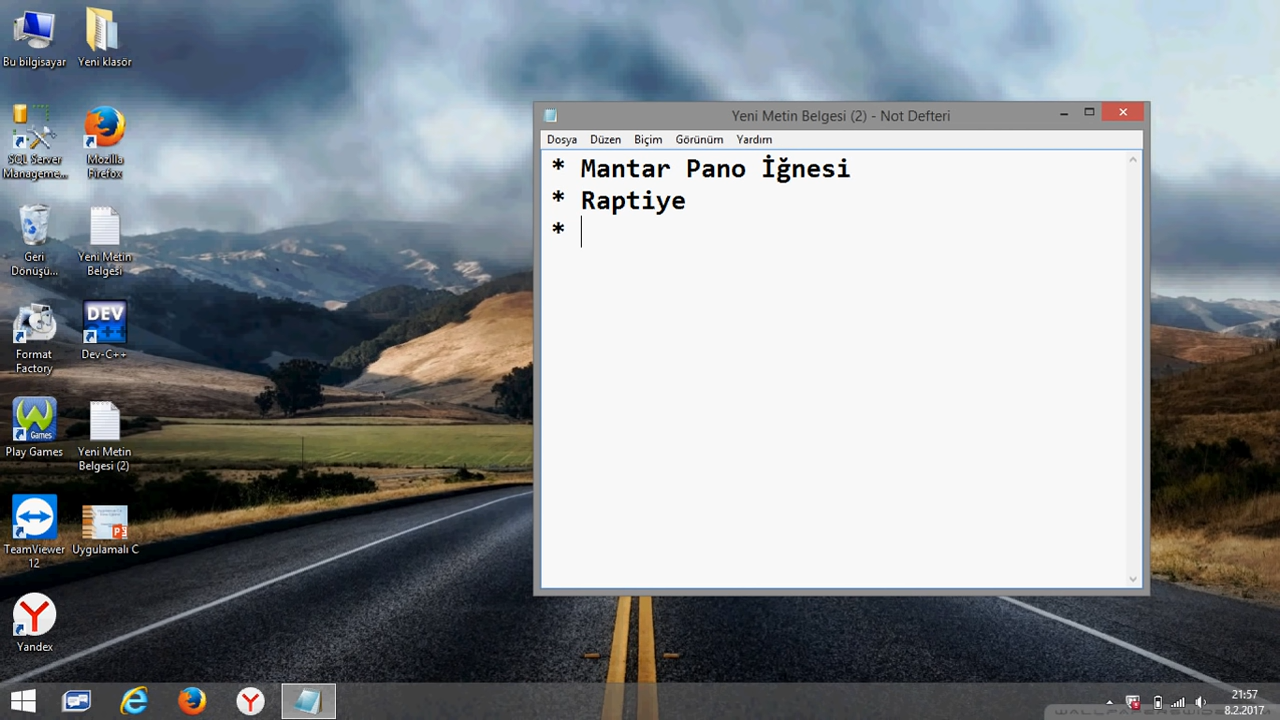 Bu bilgisayar
Yeni klasör
SQL Server
Manageme...
Mozilla
Firefox
Geri
Dönüşü...
Yeni Metin
Belgesi
Format
Factory
DEV
C++
Dev-C++
Games
Play Games
Yeni Metin
Belgesi (2)
TeamViewer
12
Uygulamalı C
Yandex
Yeni Metin Belgesi (2) - Not Defteri
Dosya Düzen Biçim Görünüm Yardım
* Mantar Pano İğnesi
* Raptiye
*
21:57
8.2.2017